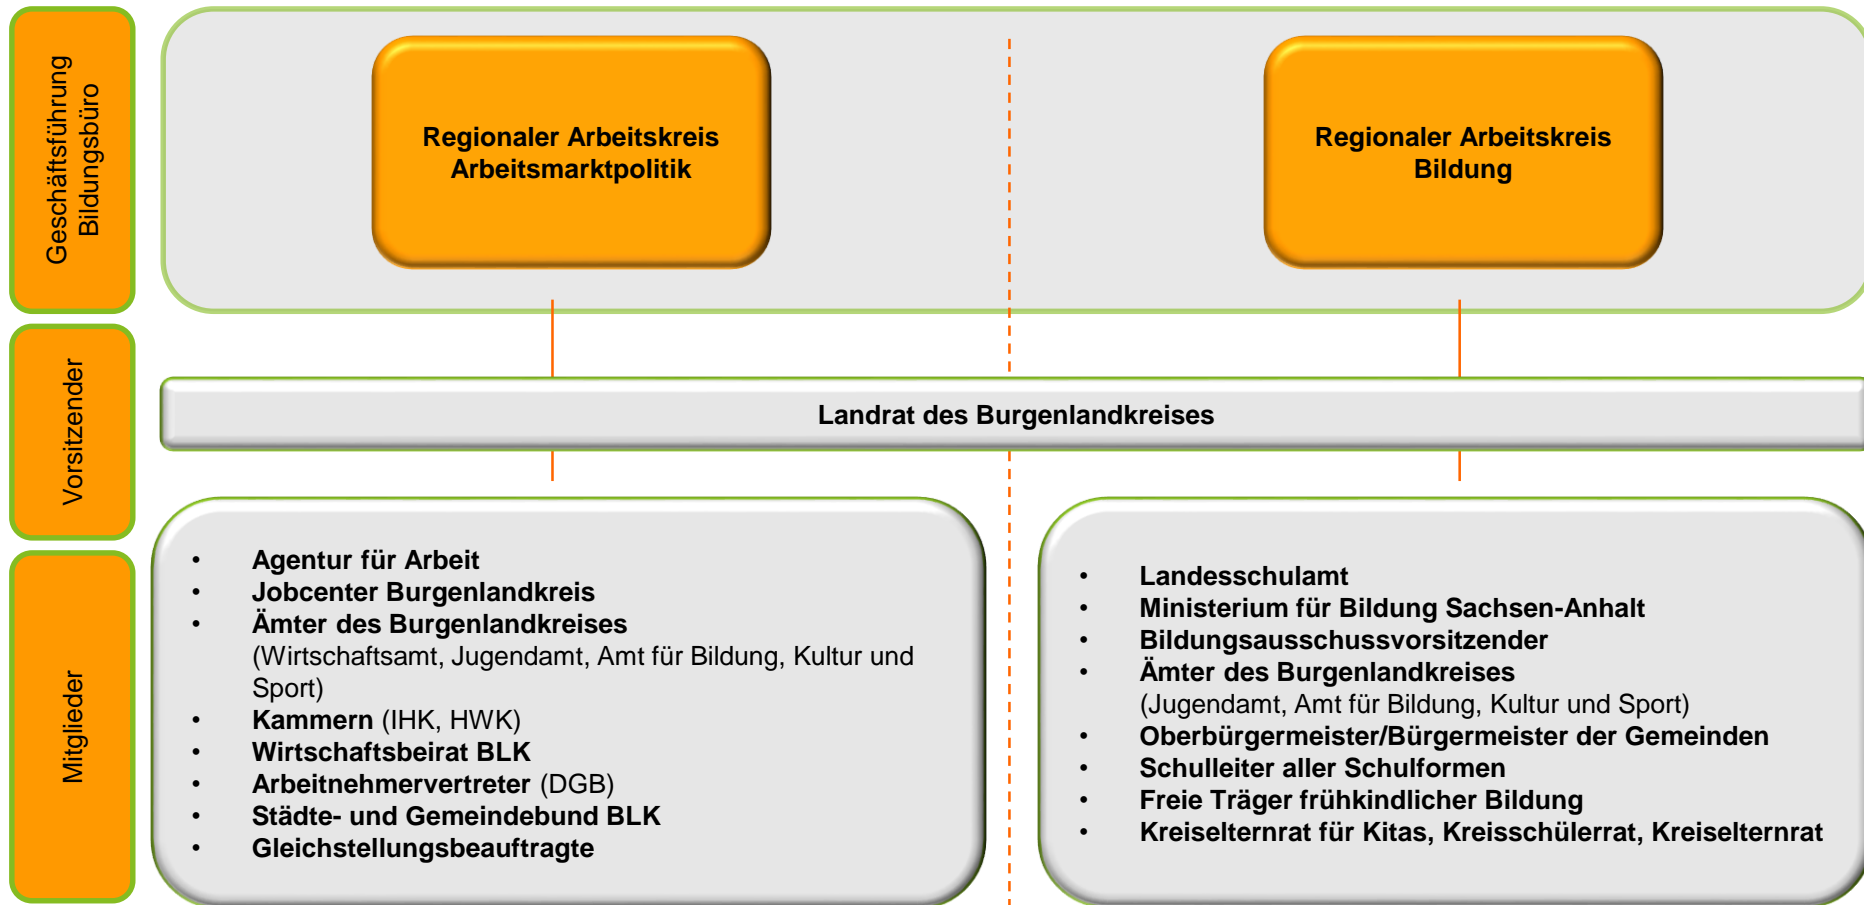 Geschäftsführung
Bildungsbüro
Regionaler Arbeitskreis
Arbeitsmarktpolitik
Regionaler Arbeitskreis
Bildung
Vorsitzender
Landrat des Burgenlandkreises
Mitglieder
• Agentur für Arbeit
• Jobcenter Burgenlandkreis
• Ämter des Burgenlandkreises
(Wirtschaftsamt, Jugendamt, Amt für Bildung, Kultur und
Sport)
• Kammern (IHK, HWK)
• Wirtschaftsbeirat BLK
• Arbeitnehmervertreter (DGB)
• Städte- und Gemeindebund BLK
• Gleichstellungsbeauftragte
• Landesschulamt
• Ministerium für Bildung Sachsen-Anhalt
• Bildungsausschussvorsitzender
• Ämter des Burgenlandkreises
(Jugendamt, Amt für Bildung, Kultur und Sport)
• Oberbürgermeister/Bürgermeister der Gemeinden
• Schulleiter aller Schulformen
• Freie Träger frühkindlicher Bildung
• Kreiselternrat für Kitas, Kreisschülerrat, Kreiselternrat